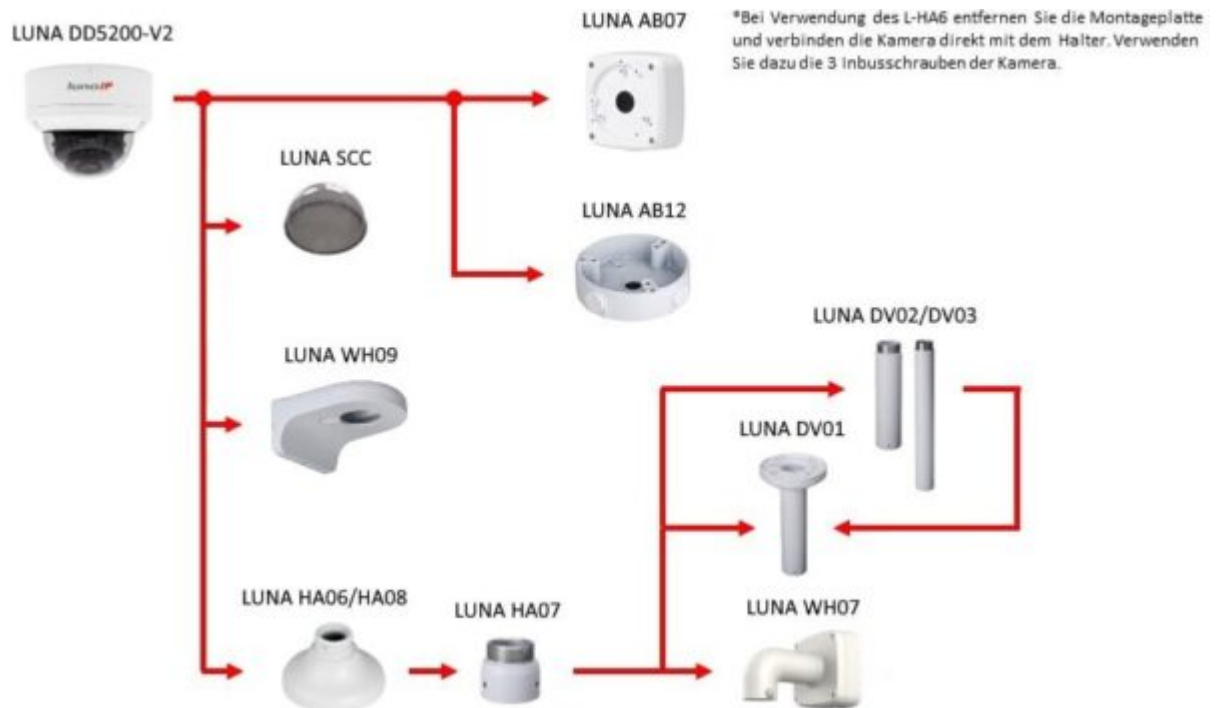 LUNA DD5200-V2
LUNA AB07
*Bei Verwendung des L-HA6 entfernen Sie die Montageplatte
und verbinden die Kamera direkt mit dem Halter. Verwenden
Sie dazu die 3 Inbusschrauben der Kamera.
lunaIP
LUNA SCC
LUNA AB12
LUNA DV02/DV03
LUNA WH09
LUNA DV01
LUNA HA06/HA08
LUNA HA07
LUNA WH07